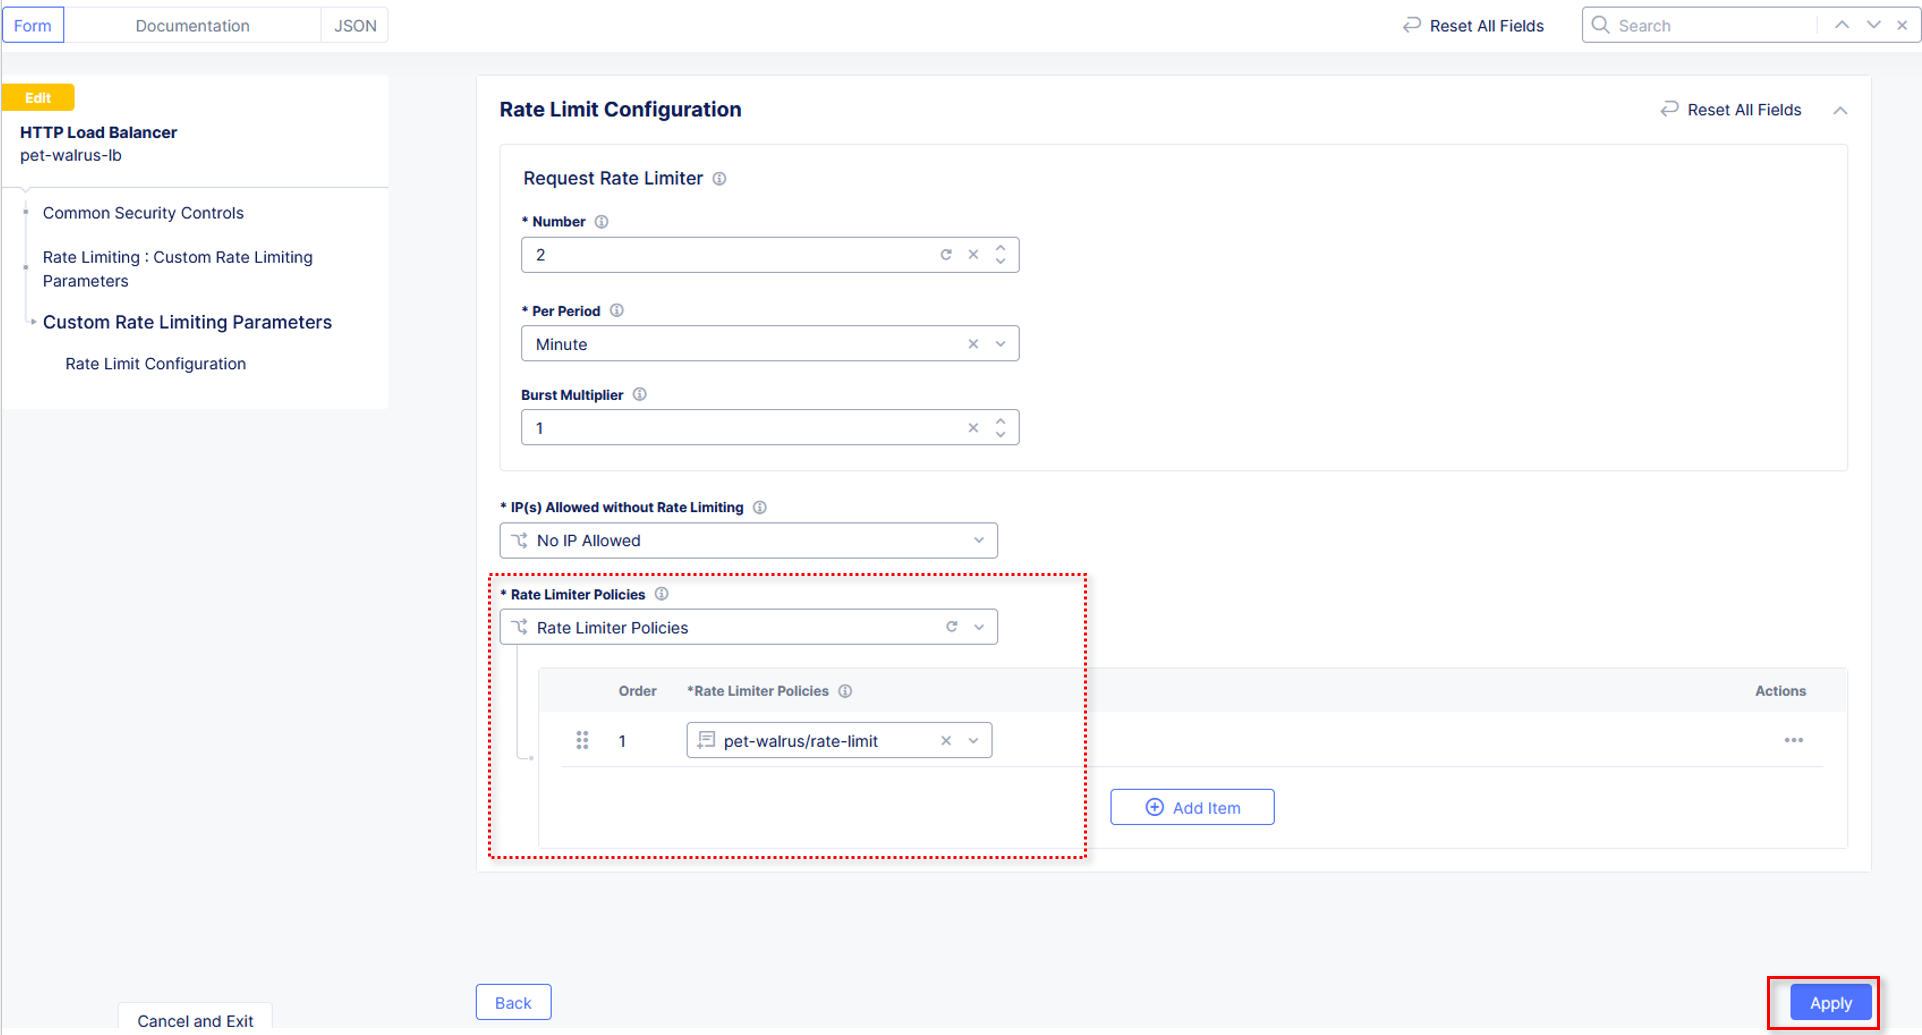 Form
Documentation
JSON
Reset All Fields
Search
Edit
HTTP Load Balancer
pet-walrus-lb
Common Security Controls
Rate Limiting : Custom Rate Limiting
Parameters
Custom Rate Limiting Parameters
Rate Limit Configuration
Rate Limit Configuration
Reset All Fields
Request Rate Limiter
* Number
2
* Per Period
Minute
Burst Multiplier
1
* IP(s) Allowed without Rate Limiting
No IP Allowed
* Rate Limiter Policies
Rate Limiter Policies
Order *Rate Limiter Policies Actions
1 pet-walrus/rate-limit
Add Item
Back
Apply
Cancel and Exit